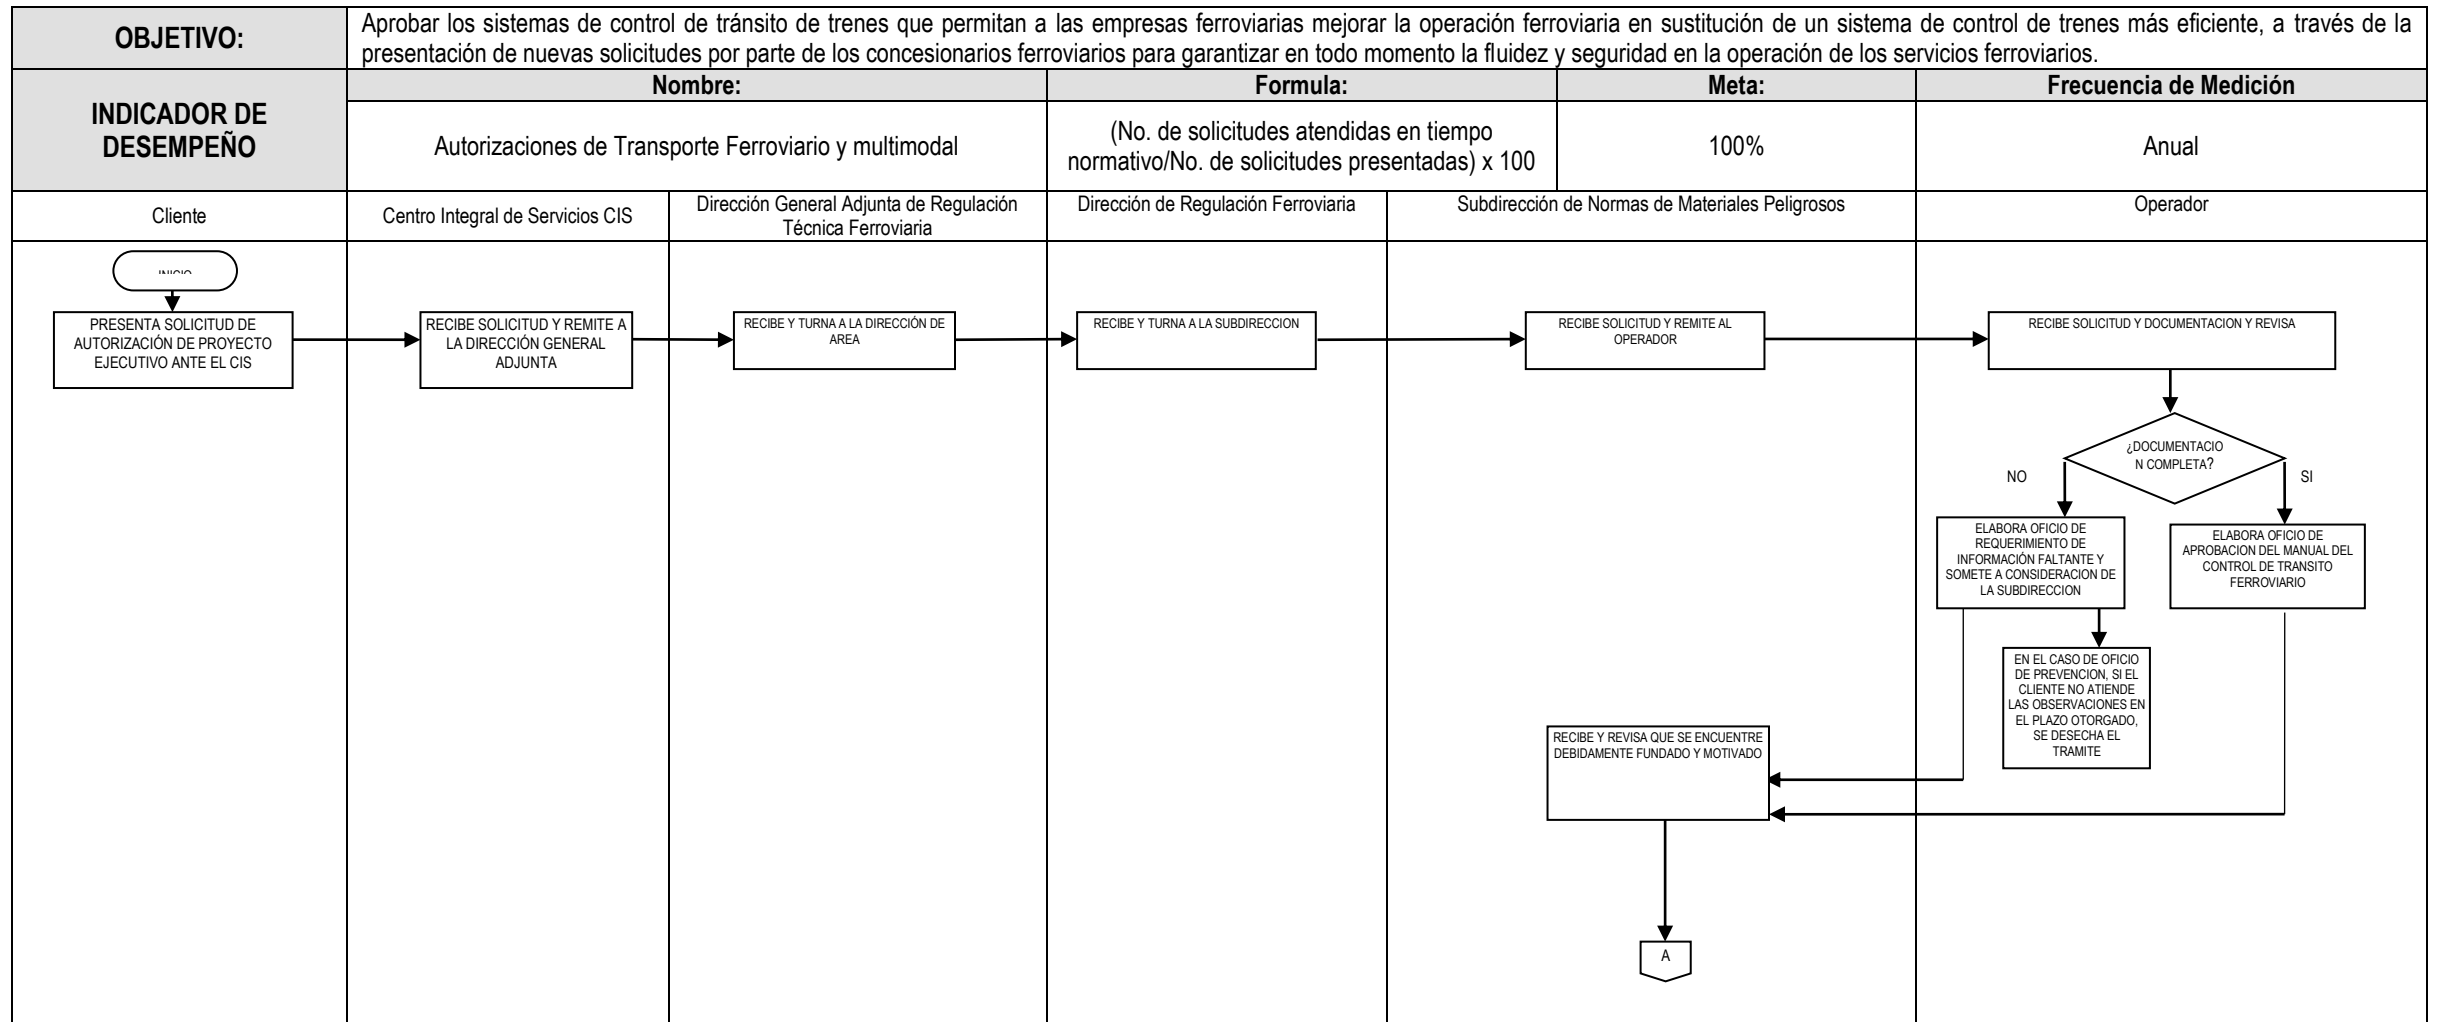 OBJETIVO:
Aprobar los sistemas de control de tránsito de trenes que permitan a las empresas ferroviarias mejorar la operación ferroviaria en sustitución de un sistema de control de trenes más eficiente, a través de la
presentación de nuevas solicitudes por parte de los concesionarios ferroviarios para garantizar en todo momento la fluidez y seguridad en la operación de los servicios ferroviarios.
INDICADOR DE
DESEMPEÑO
Nombre:
Formula:
Meta:
Frecuencia de Medición
Autorizaciones de Transporte Ferroviario y multimodal
(No. de solicitudes atendidas en tiempo
normativo/No. de solicitudes presentadas) x 100
100%
Anual
Cliente
Centro Integral de Servicios CIS
Dirección General Adjunta de Regulación
Técnica Ferroviaria
Dirección de Regulación Ferroviaria
Subdirección de Normas de Materiales Peligrosos
Operador
INICIO
PRESENTA SOLICITUD DE
AUTORIZACIÓN DE PROYECTO
EJECUTIVO ANTE EL CIS
RECIBE SOLICITUD Y REMITE A
LA DIRECCIÓN GENERAL
ADJUNTA
RECIBE Y TURNA A LA DIRECCIÓN DE
AREA
RECIBE Y TURNA A LA SUBDIRECCION
RECIBE SOLICITUD Y REMITE AL
OPERADOR
RECIBE SOLICITUD Y DOCUMENTACION Y REVISA
¿DOCUMENTACIO
N COMPLETA?
NO
SI
ELABORA OFICIO DE
REQUERIMIENTO DE
INFORMACIÓN FALTANTE Y
SOMETE A CONSIDERACION DE
LA SUBDIRECCION
ELABORA OFICIO DE
APROBACION DEL MANUAL DEL
CONTROL DE TRANSITO
FERROVIARIO
EN EL CASO DE OFICIO
DE PREVENCION, SI EL
CLIENTE NO ATIENDE
LAS OBSERVACIONES EN
EL PLAZO OTORGADO,
SE DESECHA EL
TRAMITE
RECIBE Y REVISA QUE SE ENCUENTRE
DEBIDAMENTE FUNDADO Y MOTIVADO
A